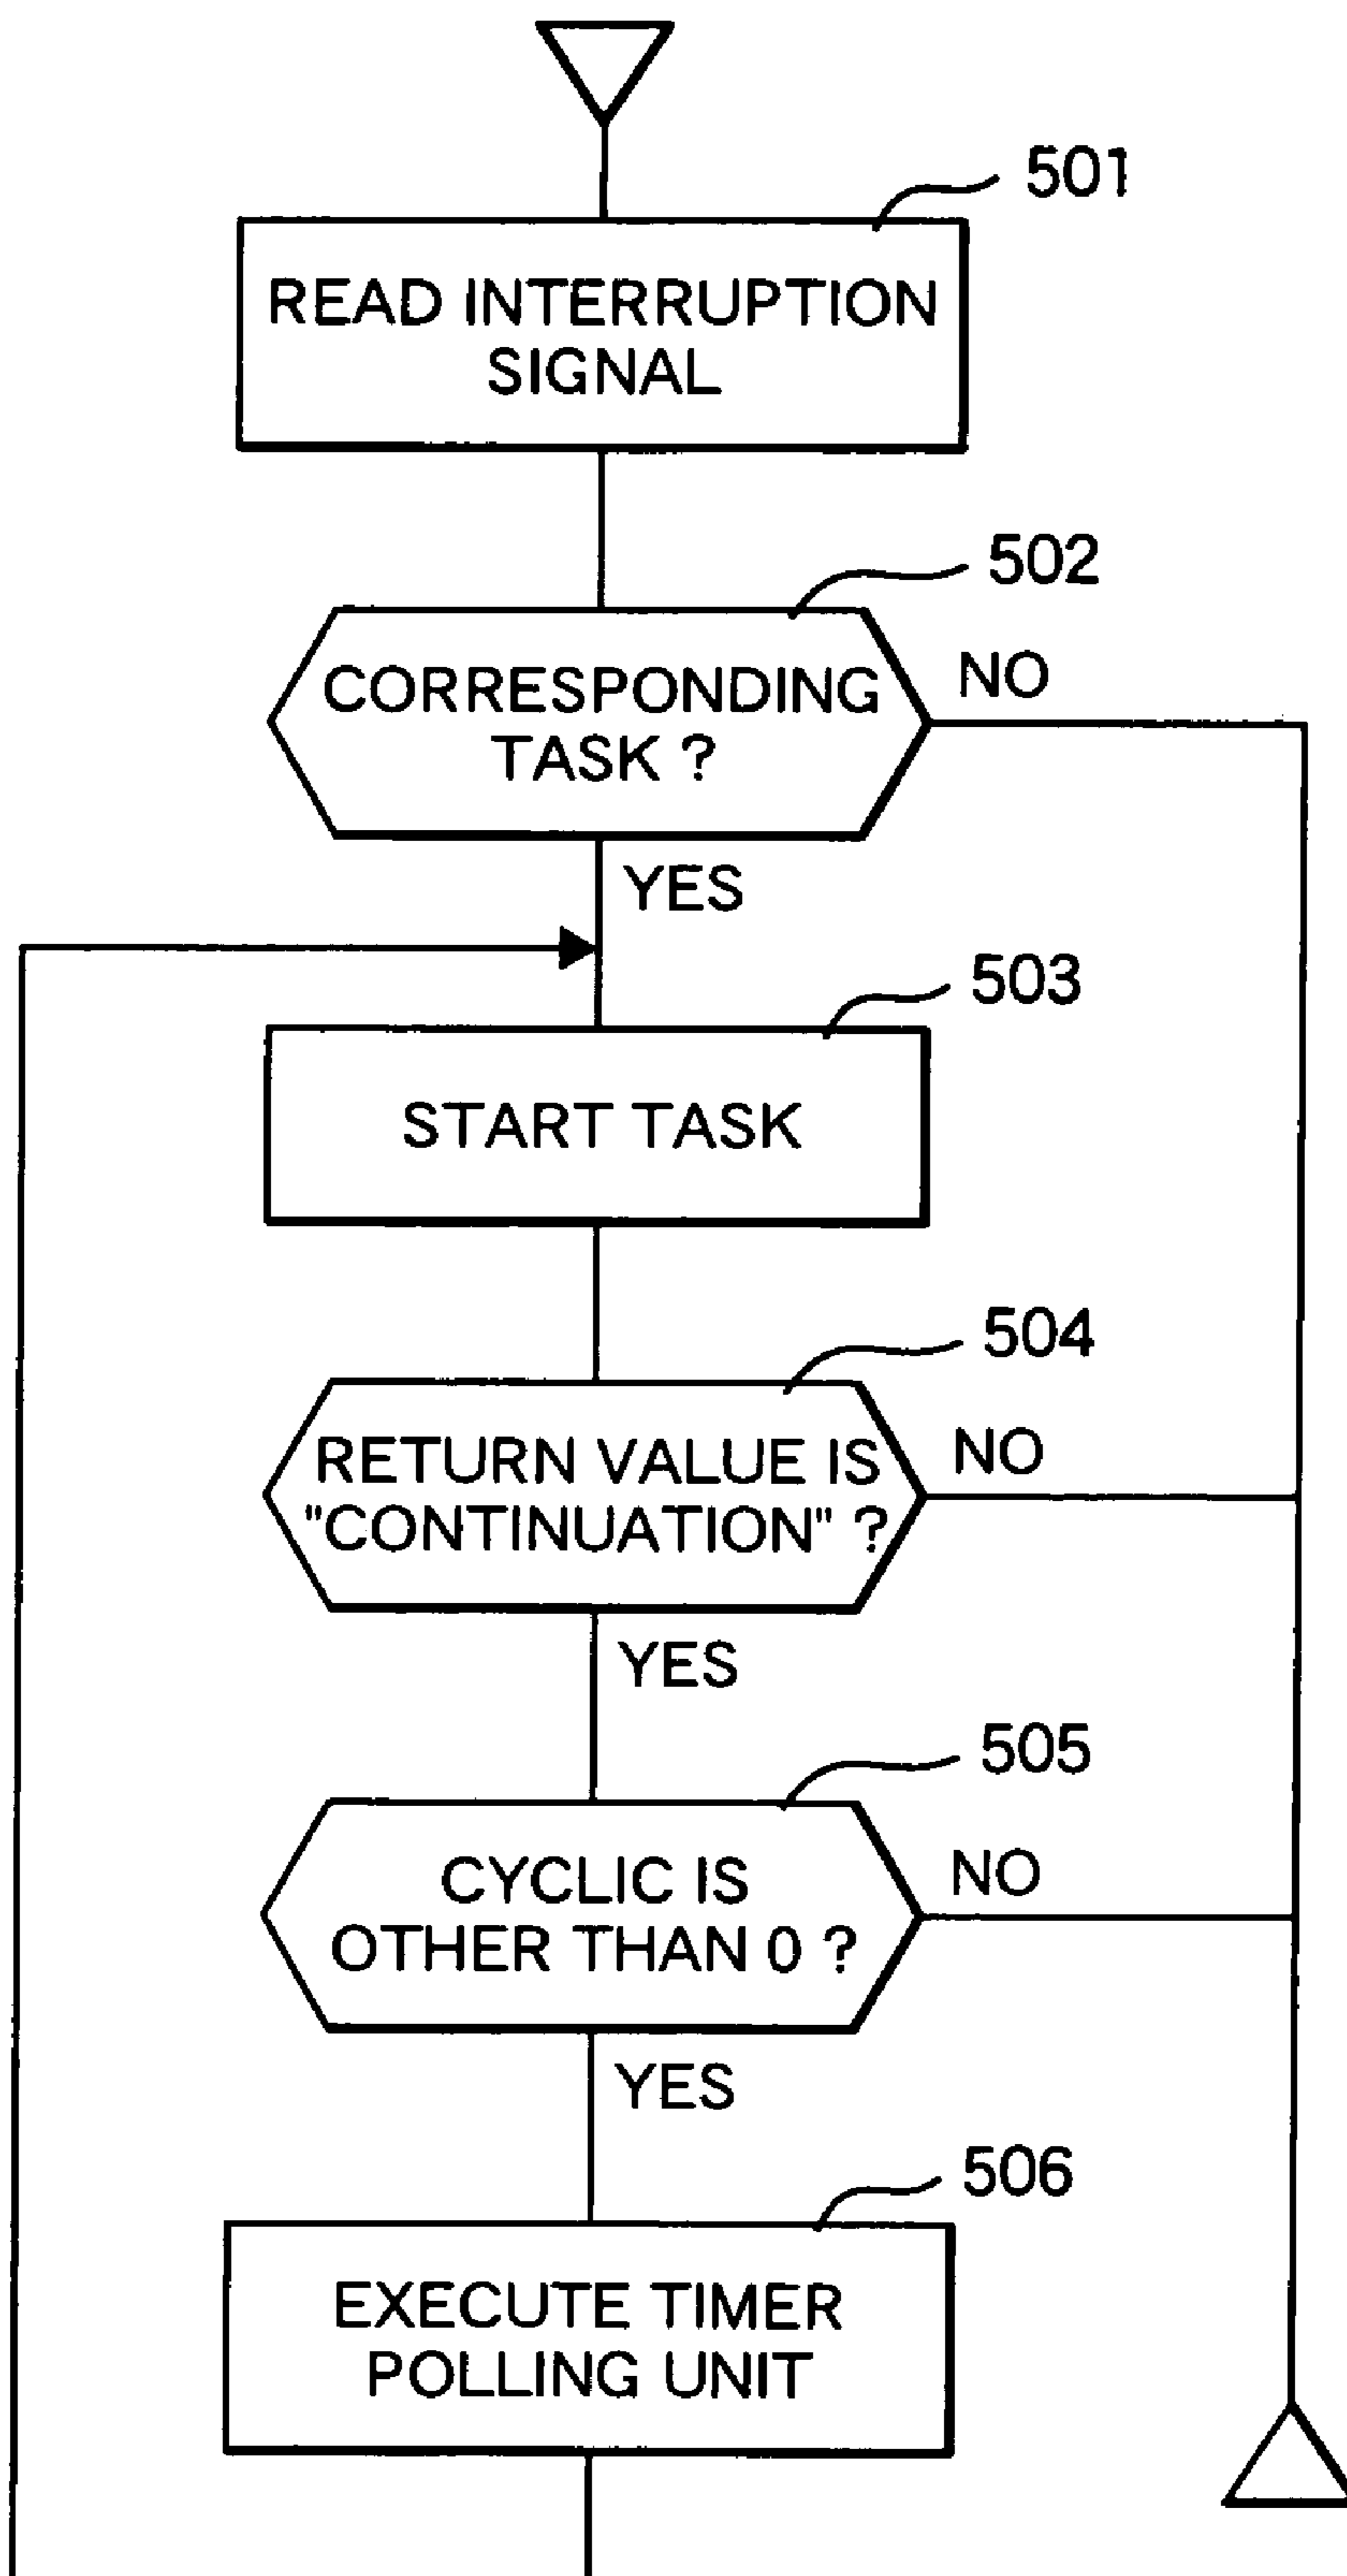 501
READ INTERRUPTION
SIGNAL
502
CORRESPONDING
TASK ?
NO
YES
503
START TASK
504
RETURN VALUE IS
"CONTINUATION" ?
NO
YES
505
CYCLIC IS
OTHER THAN 0 ?
NO
YES
506
EXECUTE TIMER
POLLING UNIT